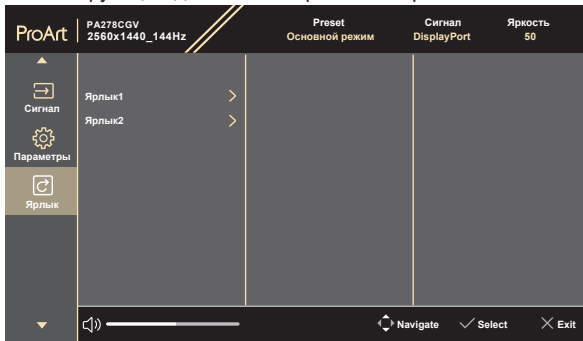 ProArt
PA278CGV
2560x1440_144Hz
Preset
Основной режим
Сигнал
DisplayPort
Яркость
50
Сигнал
Параметры
Ярлык
Ярлык1
Ярлык2
Navigate
Select
Exit